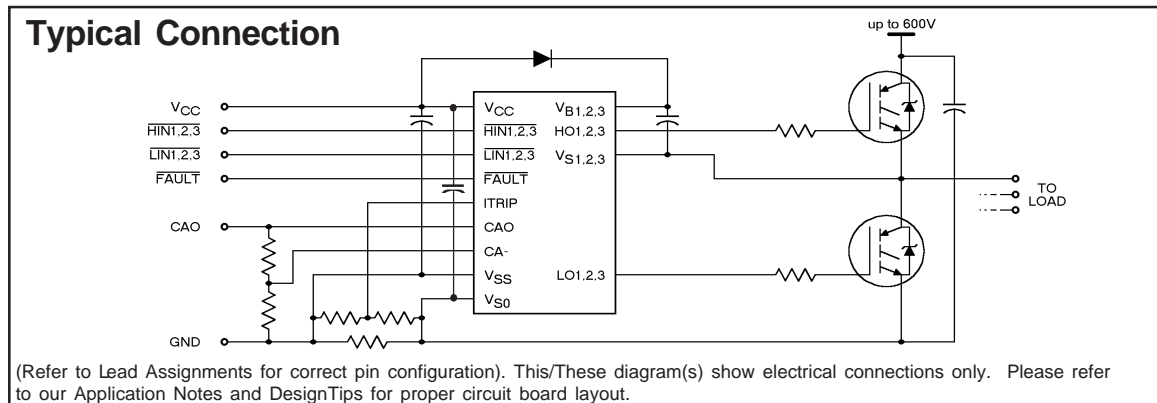 Typical Connection
up to 600V
VCC
HIN1,2,3
LIN1,2,3
FAULT
CAO
GND
VCC
HIN1,2,3
LIN1,2,3
FAULT
ITRIP
CAO
CA-
VSS
VS0
VB1,2,3
HO1,2,3
VS1,2,3
LO1,2,3
TO
LOAD
(Refer to Lead Assignments for correct pin configuration). This/These diagram(s) show electrical connections only. Please refer
to our Application Notes and DesignTips for proper circuit board layout.